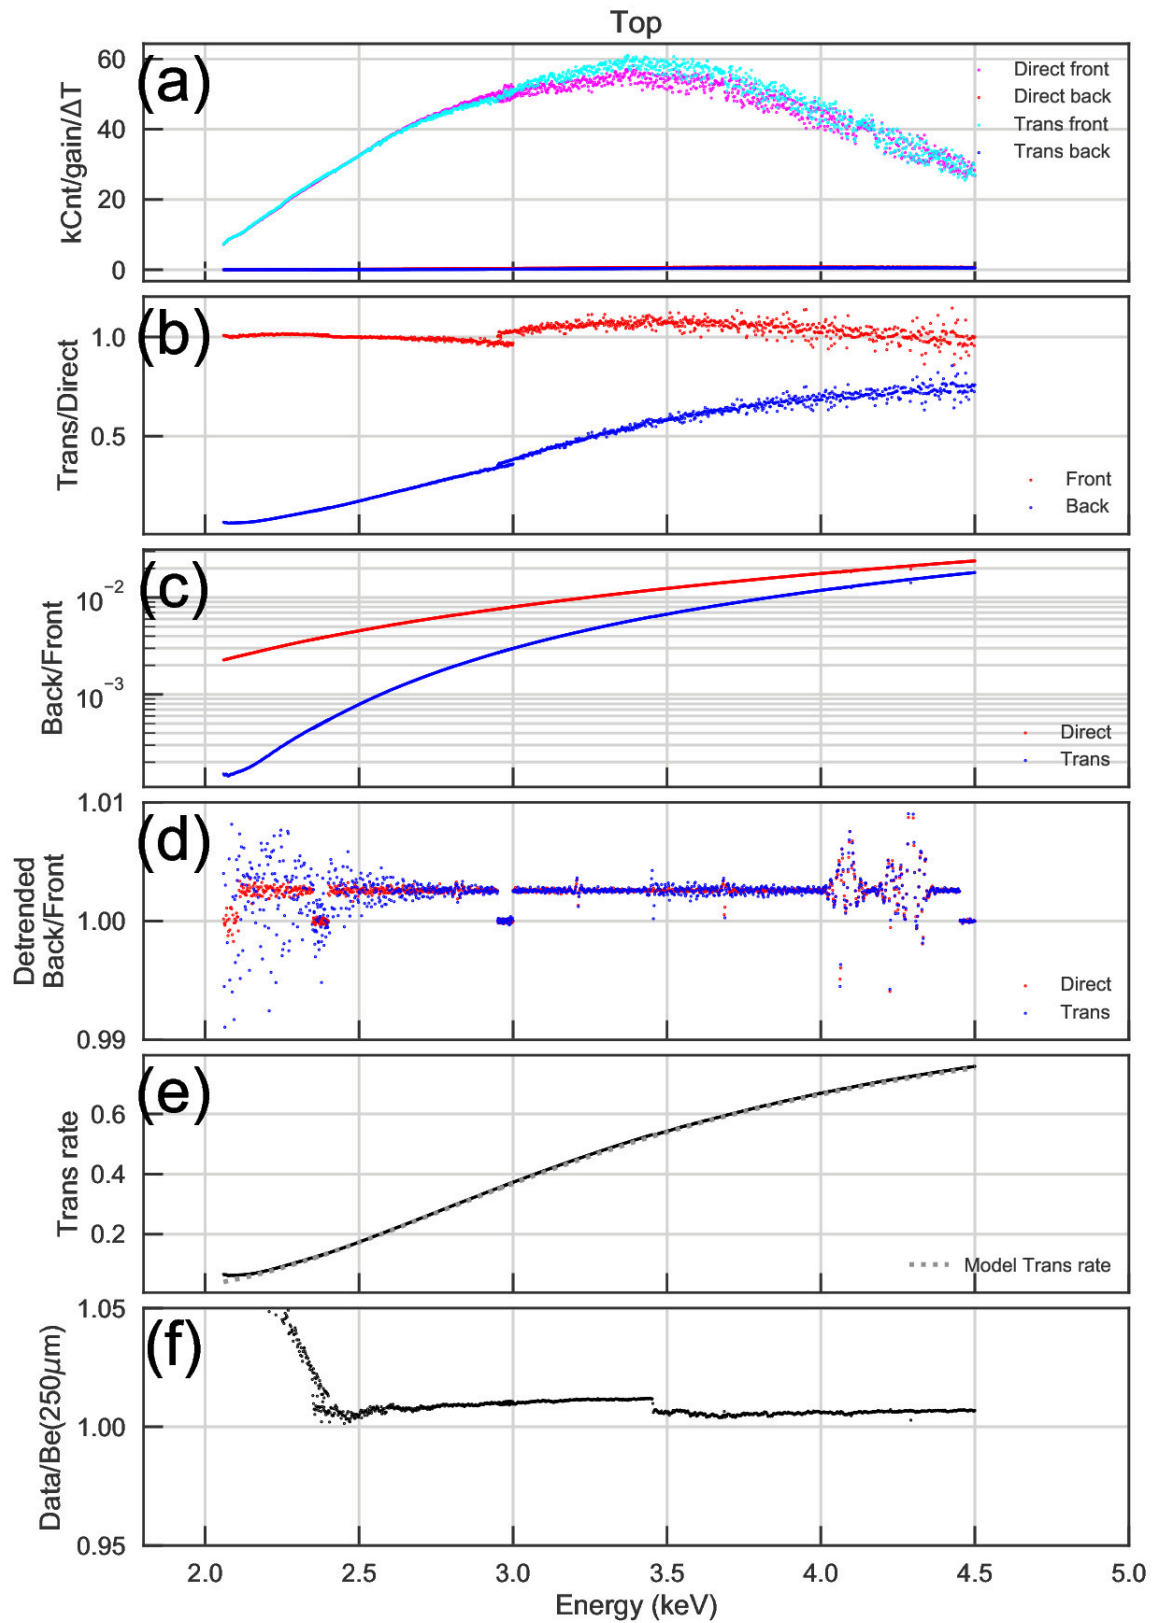 Top
(a)
kCnt/gain/ΔT
60
40
20
0
Direct front
Direct back
Trans front
Trans back
(b)
Trans/Direct
1.0
0.5
Front
Back
(c)
Back/Front
10⁻²
10⁻³
Direct
Trans
(d)
Detrended
Back/Front
1.01
1.00
0.99
Direct
Trans
(e)
Trans rate
0.6
0.4
0.2
Model Trans rate
(f)
Data/Be(250μm)
1.05
1.00
0.95
2.0 2.5 3.0 3.5 4.0 4.5 5.0
Energy (keV)